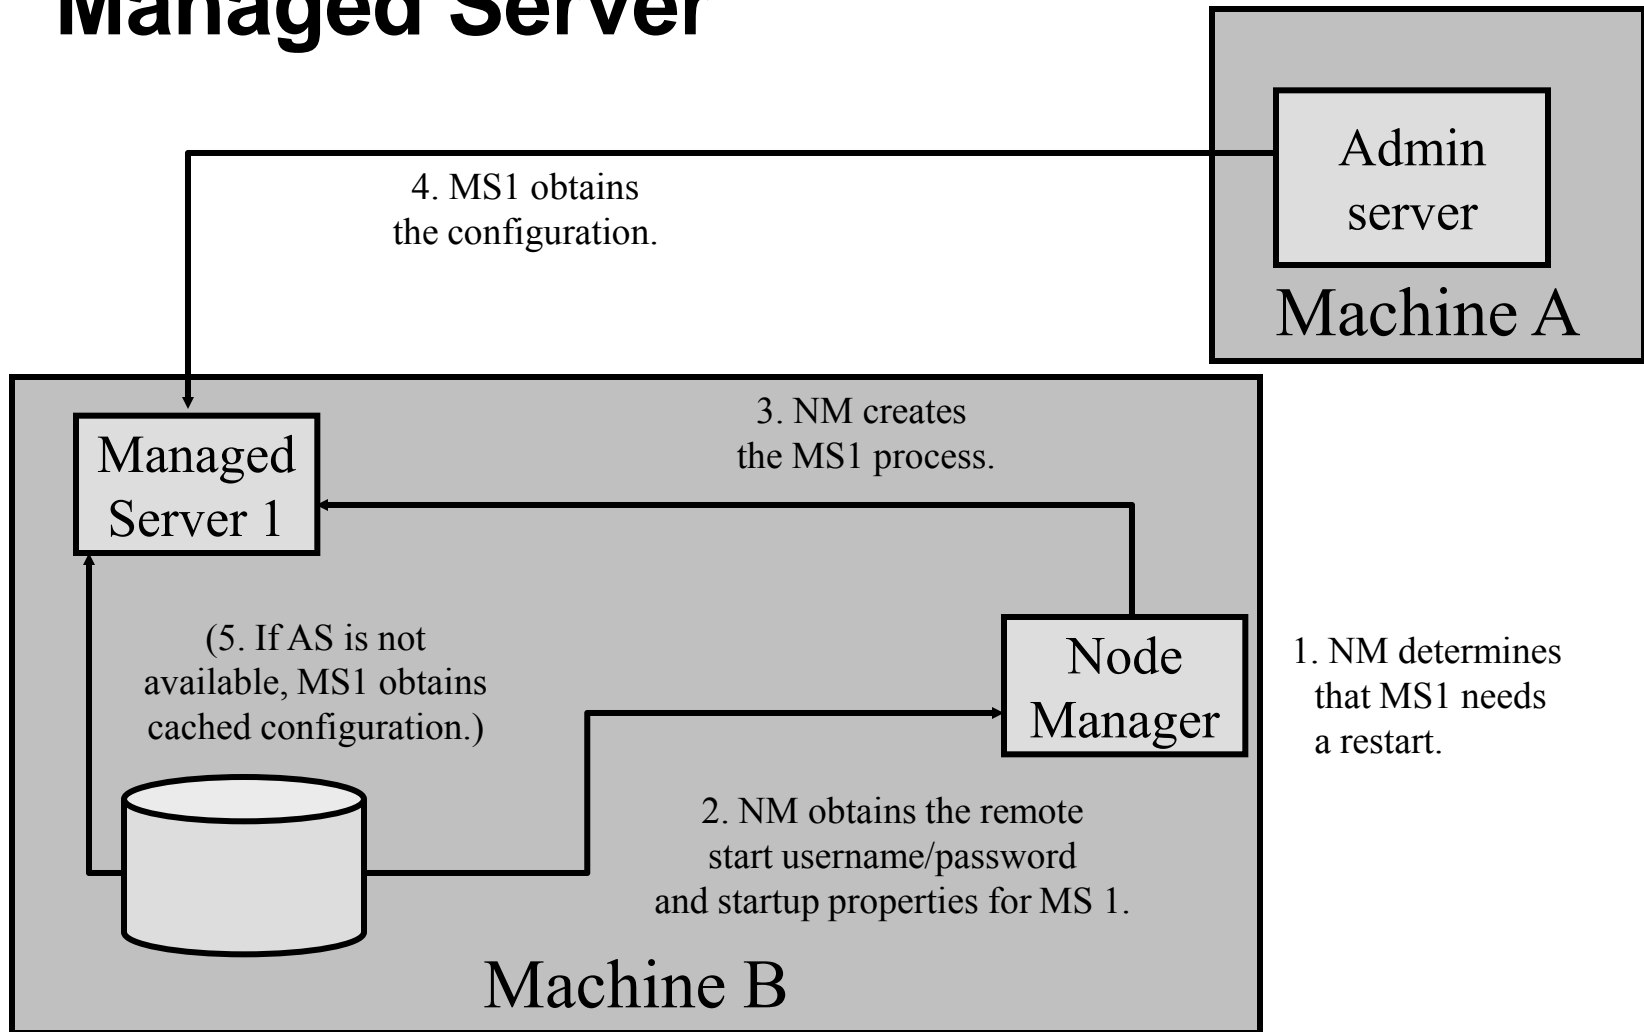 Managed Server
Admin
server
Machine A
4. MS1 obtains
the configuration.
Managed
Server 1
3. NM creates
the MS1 process.
(5. If AS is not
available, MS1 obtains
cached configuration.)
Node
Manager
1. NM determines
that MS1 needs
a restart.
2. NM obtains the remote
start username/password
and startup properties for MS 1.
Machine B